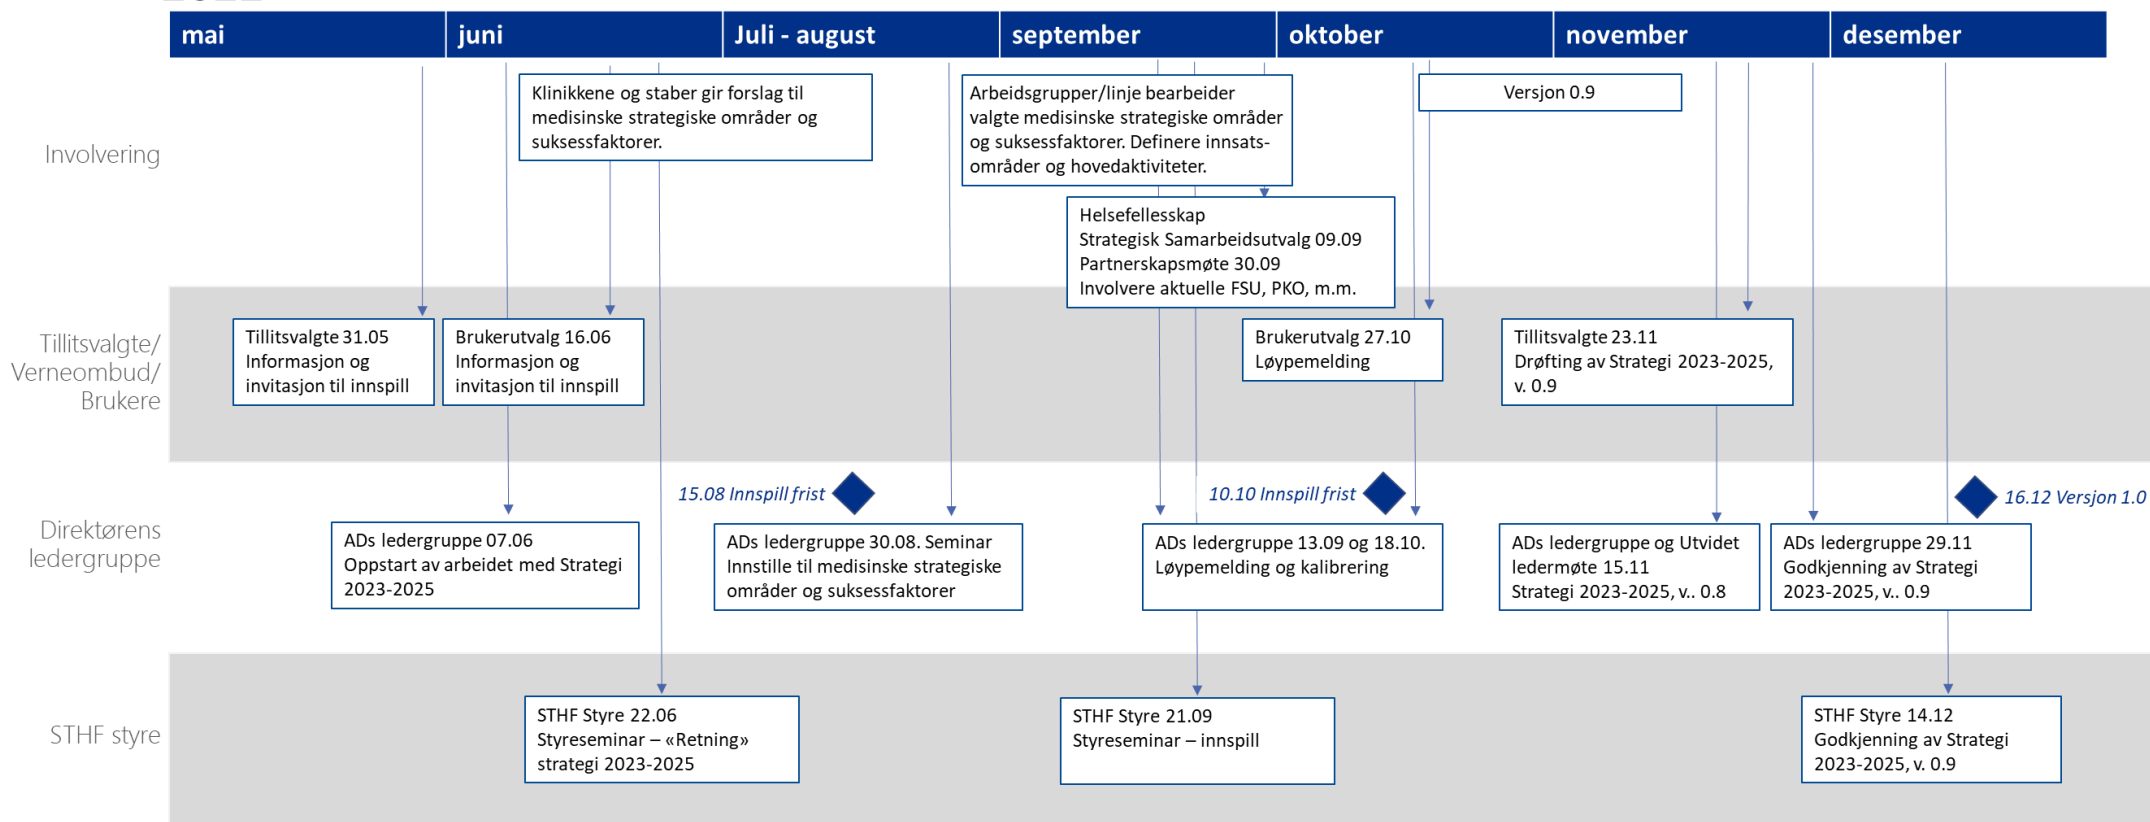 mai
juni
Juli - august
september
oktober
november
desember
Involvering
Klinikkene og staber gir forslag til
medisinske strategiske områder og
suksessfaktorer.
Arbeidsgrupper/linje bearbeider
valgte medisinske strategiske områder
og suksessfaktorer. Definere innsats-
områder og hovedaktiviteter.
Versjon 0.9
Helsefellesskap
Strategisk Samarbeidsutvalg 09.09
Partnerskapsmøte 30.09
Involvere aktuelle FSU, PKO, m.m.
Tillitsvalgte/
Verneombud/
Brukere
Tillitsvalgte 31.05
Informasjon og
invitasjon til innspill
Brukerutvalg 16.06
Informasjon og
invitasjon til innspill
Brukerutvalg 27.10
Løypemelding
Tillitsvalgte 23.11
Drøfting av Strategi 2023-2025,
v. 0.9
Direktørens
ledergruppe
15.08 Innspill frist
10.10 Innspill frist
16.12 Versjon 1.0
ADs ledergruppe 07.06
Oppstart av arbeidet med Strategi
2023-2025
ADs ledergruppe 30.08. Seminar
Innstille til medisinske strategiske
områder og suksessfaktorer
ADs ledergruppe 13.09 og 18.10.
Løypemelding og kalibrering
ADs ledergruppe og Utvidet
ledermøte 15.11
Strategi 2023-2025, v.. 0.8
ADs ledergruppe 29.11
Godkjenning av Strategi
2023-2025, v.. 0.9
STHF styre
STHF Styre 22.06
Styreseminar – «Retning»
strategi 2023-2025
STHF Styre 21.09
Styreseminar – innspill
STHF Styre 14.12
Godkjenning av Strategi
2023-2025, v. 0.9